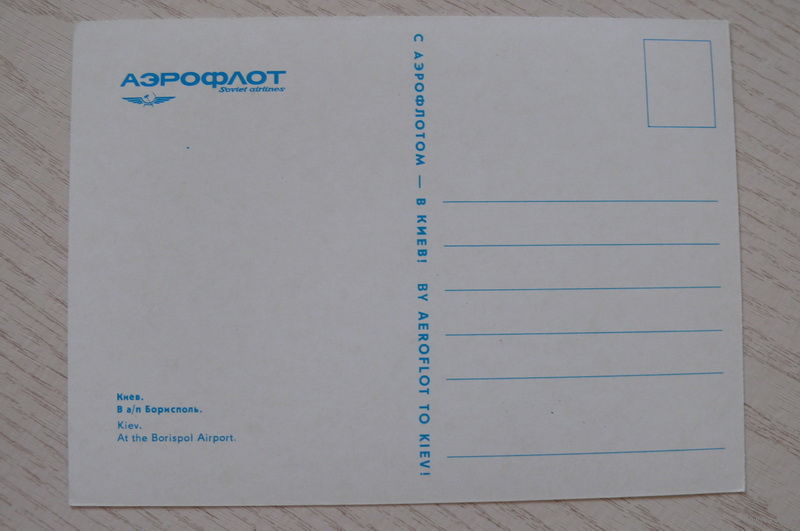 АЭРОФЛОТ
Soviet airlines
Киев.
В а/п Борисполь.
Kiev.
At the Borispol Airport.
С АЭРОФЛОТОМ — В КИЕВ! BY AEROFLOT TO KIEV!